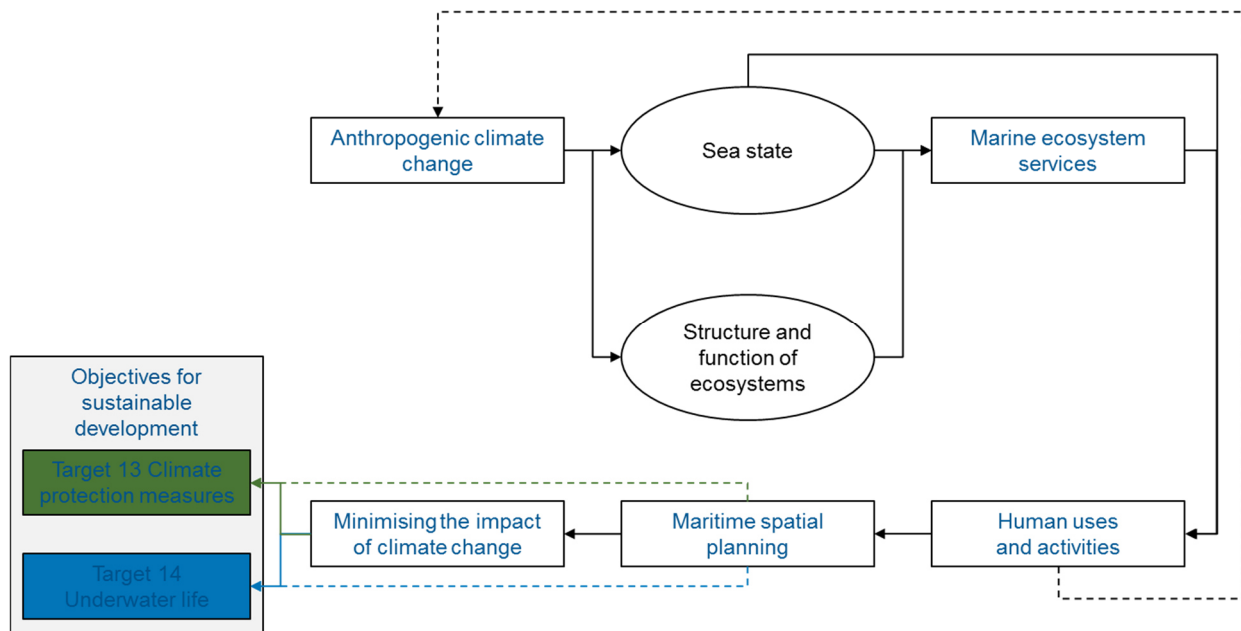 Anthropogenic climate
change
Sea state
Marine ecosystem
services
Structure and
function of
ecosystems
Objectives for
sustainable
development
Target 13 Climate
protection measures
Target 14
Underwater life
Minimising the impact
of climate change
Maritime spatial
planning
Human uses
and activities